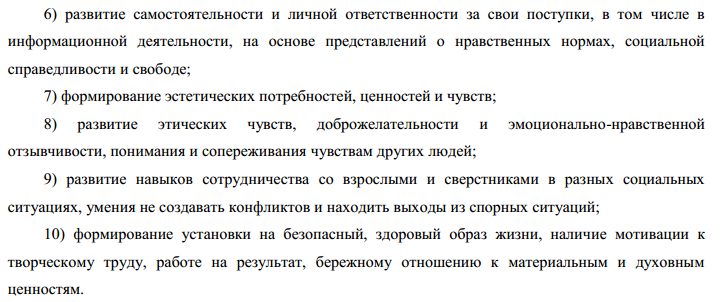 6) развитие самостоятельности и личной ответственности за свои поступки, в том числе в
информационной деятельности, на основе представлений о нравственных нормах, социальной
справедливости и свободе;
7) формирование эстетических потребностей, ценностей и чувств;
8) развитие этических чувств, доброжелательности и эмоционально-нравственной
отзывчивости, понимания и сопереживания чувствам других людей;
9) развитие навыков сотрудничества со взрослыми и сверстниками в разных социальных
ситуациях, умения не создавать конфликтов и находить выходы из спорных ситуаций;
10) формирование установки на безопасный, здоровый образ жизни, наличие мотивации к
творческому труду, работе на результат, бережному отношению к материальным и духовным
ценностям.